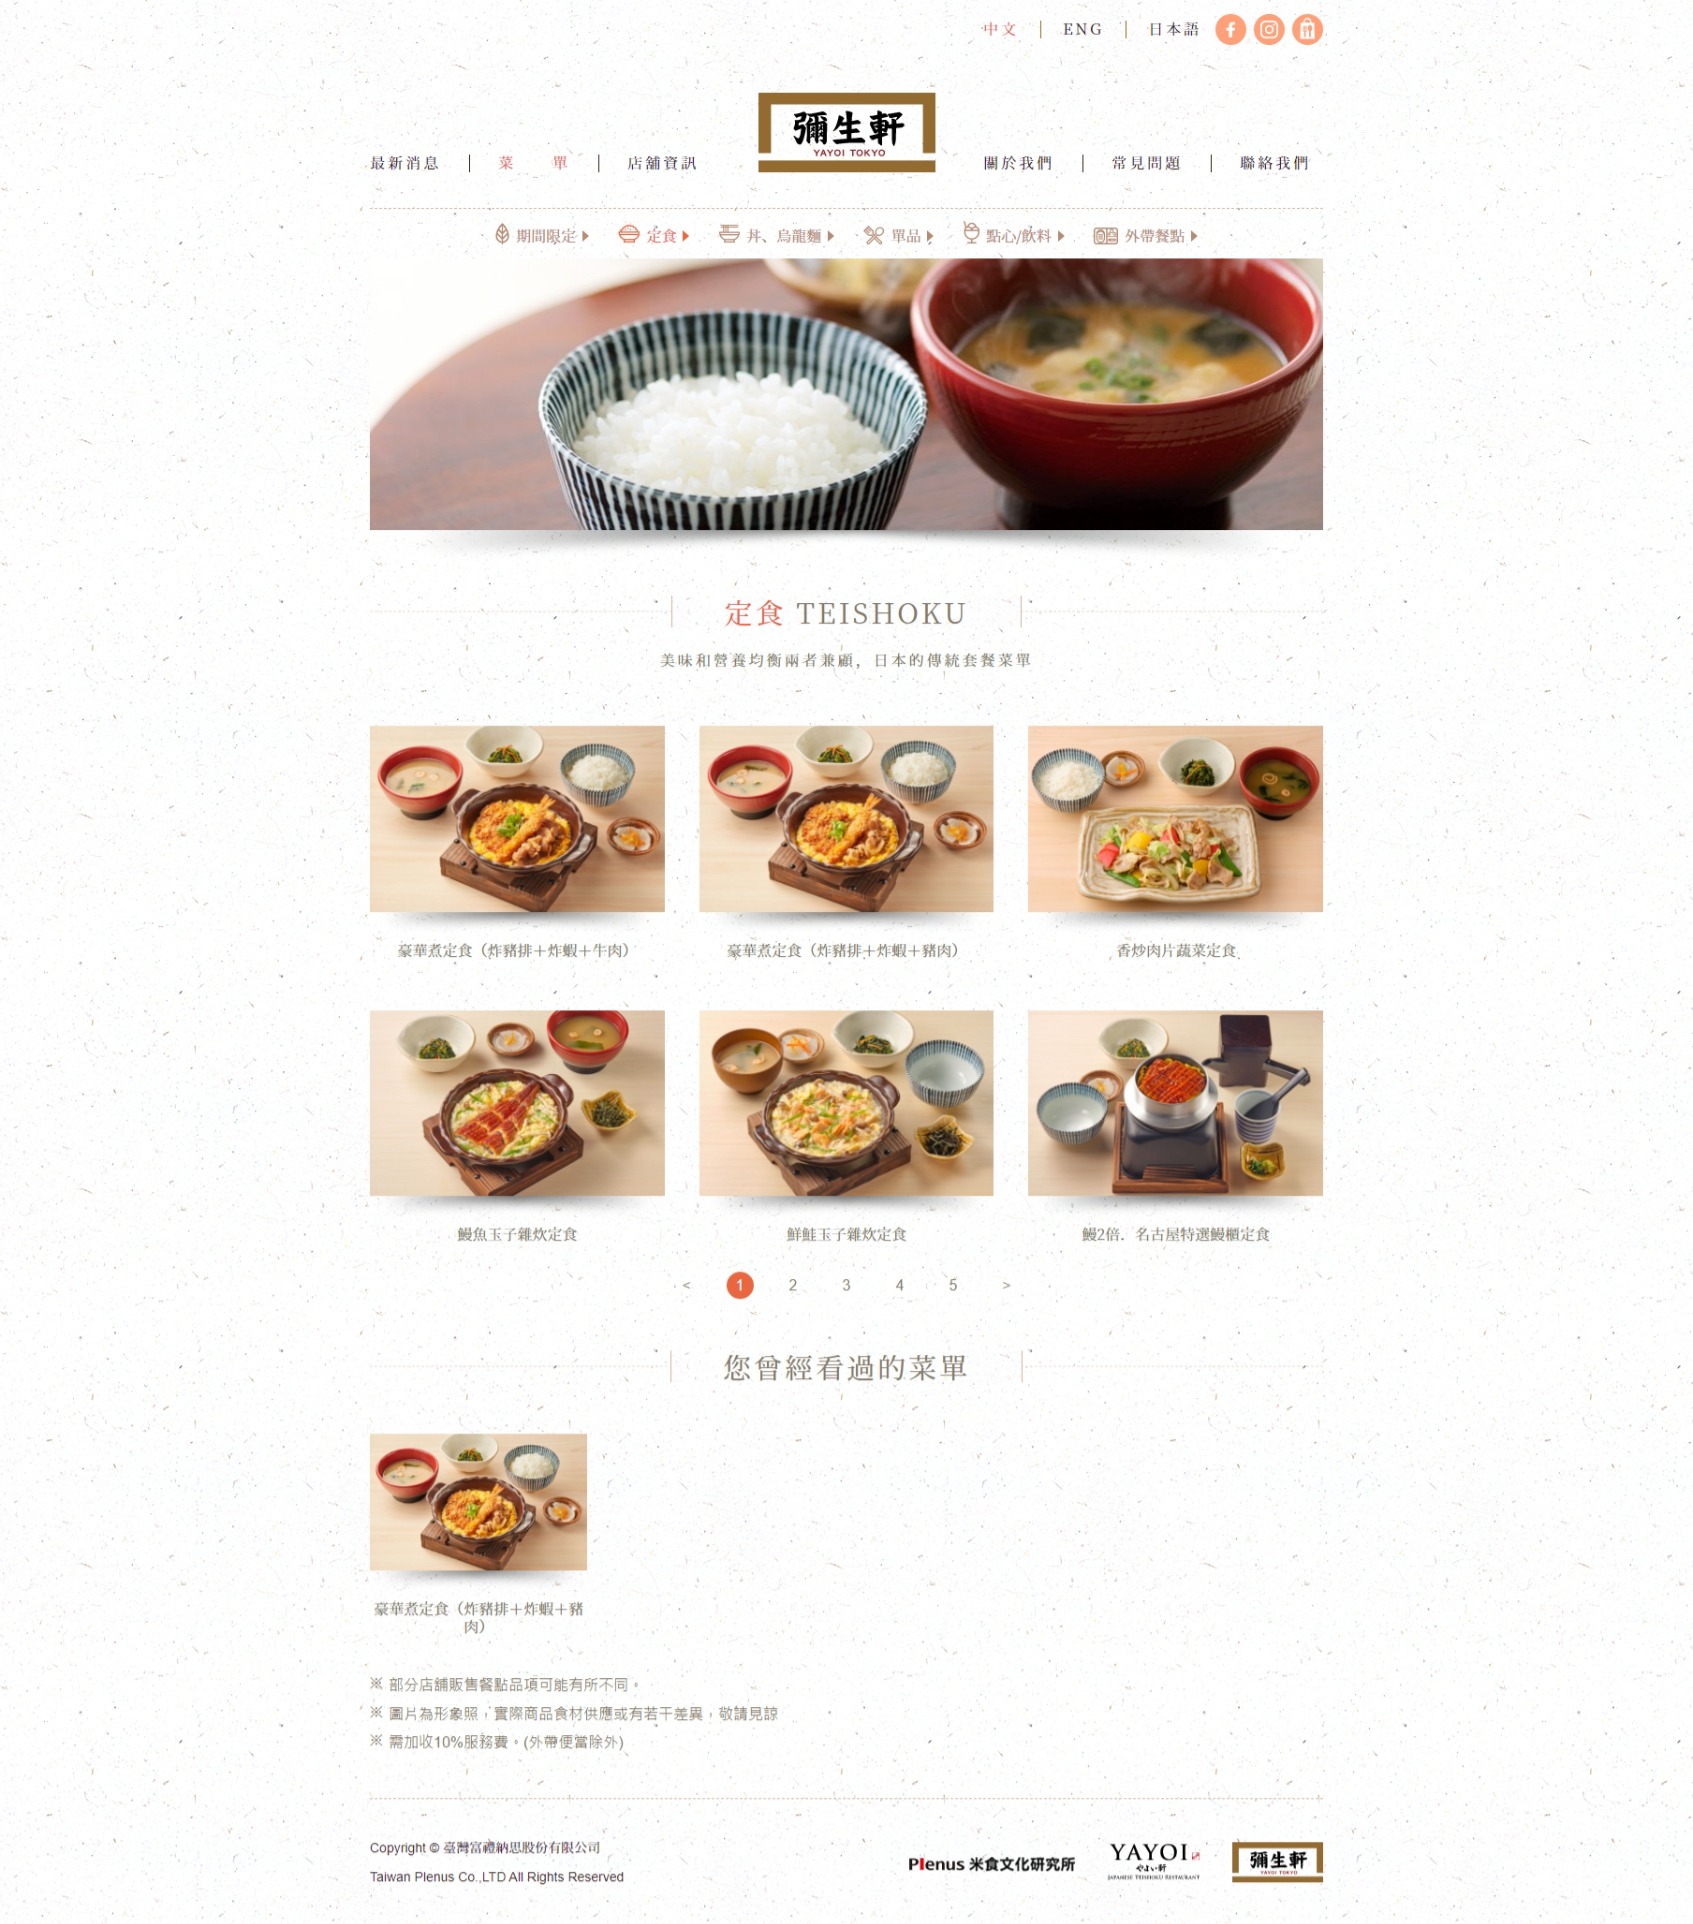 中文 ENG 日本語
彌生軒
YAYOI TOKYO
最新消息 菜 單 店舖資訊 關於我們 常見問題 聯絡我們
期間限定 定食 丼、烏龍麵 單品 點心/飲料 外帶餐點
定食 TEISHOKU
美味和營養均衡兩者兼顧，日本的傳統套餐菜單
豪華煮定食（炸豬排＋炸蝦＋牛肉） 豪華煮定食（炸豬排＋炸蝦＋豬肉） 香炒肉片蔬菜定食
鰻魚玉子雜炊定食 鮮鮭玉子雜炊定食 鰻2倍．名古屋特選鰻櫃定食
< 1 2 3 4 5 >
您曾經看過的菜單
豪華煮定食（炸豬排＋炸蝦＋豬
肉）
※ 部分店舖販售餐點品項可能有所不同。
※ 圖片為形象照，實際商品食材供應或有若干差異，敬請見諒
※ 需加收10%服務費。(外帶便當除外)
Copyright © 臺灣富禮納思股份有限公司
Taiwan Plenus Co.,LTD All Rights Reserved
Plenus 米食文化研究所
YAYOI
やよい軒
JAPANESE TEISHOKU RESTAURANT
彌生軒
YAYOI TOKYO